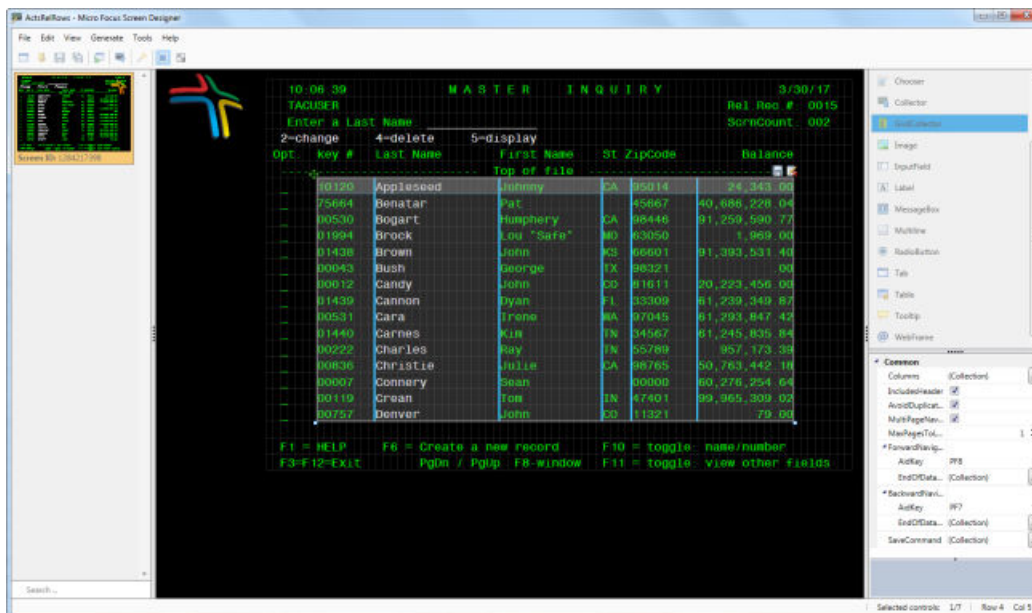 ActsRelRows - Micro Focus Screen Designer
File Edit View Generate Tools Help
Screen ID: 1284217398
Search ...
10:06:39 M A S T E R I N Q U I R Y 3/30/17
TACUSER Rel Rec # 0015
Enter a Last Name ScrnCount 002
2=change 4=delete 5=display
Opt. key # Last Name First Name St ZipCode Balance
Top of file
10120 Appleseed Johnny CA 95014 24,343.00
75664 Benatar Pat 45667 40,686,228.04
00530 Bogart Humphery CA 98446 91,259,590.77
01994 Brock Lou "Safe" MO 63050 1,969.00
01438 Brown John KS 66601 91,393,531.40
00043 Bush George TX 98321 .00
00012 Candy John CO 81611 20,223,456.00
01439 Cannon Dyan FL 33309 61,239,349.87
00531 Cara Irene WA 97045 61,293,847.42
01440 Carnes Kim TN 34567 61,245,835.84
00222 Charles Ray TN 55789 957,173.39
00836 Christie Julie CA 98765 50,763,442.18
00007 Connery Sean 00000 60,276,254.64
00119 Crean Tom IN 47401 99,965,309.02
00757 Denver John CO 11321 79.00
F1 = HELP F6 = Create a new record F10 = toggle name/number
F3=F12=Exit PgDn / PgUp F8-window F11 = toggle view other fields
Chooser
Collector
GridCollector
Image
InputField
Label
MessageBox
Multiline
RadioButton
Tab
Table
Tooltip
WebFrame
Common
Columns (Collection)
IncludedHeader
AvoidDuplicat...
MultiPageNav...
MaxPagesToL... 1
ForwardNavig...
AidKey PF8
EndOfData... (Collection)
BackwardNavi...
AidKey PF7
EndOfData... (Collection)
SaveCommand (Collection)
Selected controls: 1/7 Row 4 Col 5